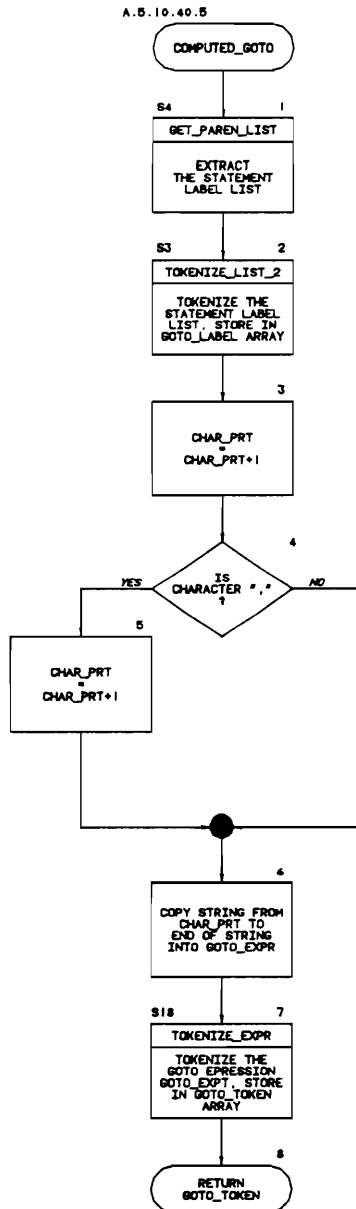 A.5.10.40.5
COMPUTED_GOTO
S4 1
GET_PAREN_LIST
EXTRACT
THE STATEMENT
LABEL LIST
S3 2
TOKENIZE_LIST_2
TOKENIZE THE
STATEMENT LABEL
LIST, STORE IN
GOTO_LABEL ARRAY
3
CHAR_PRT
=
CHAR_PRT+1
4
IS
CHARACTER ","
?
YES
NO
5
CHAR_PRT
=
CHAR_PRT+1
6
COPY STRING FROM
CHAR_PRT TO
END OF STRING
INTO GOTO_EXPR
S18 7
TOKENIZE_EXPR
TOKENIZE THE
GOTO EPRESSION
GOTO_EXPT, STORE
IN GOTO_TOKEN
ARRAY
8
RETURN
GOTO_TOKEN